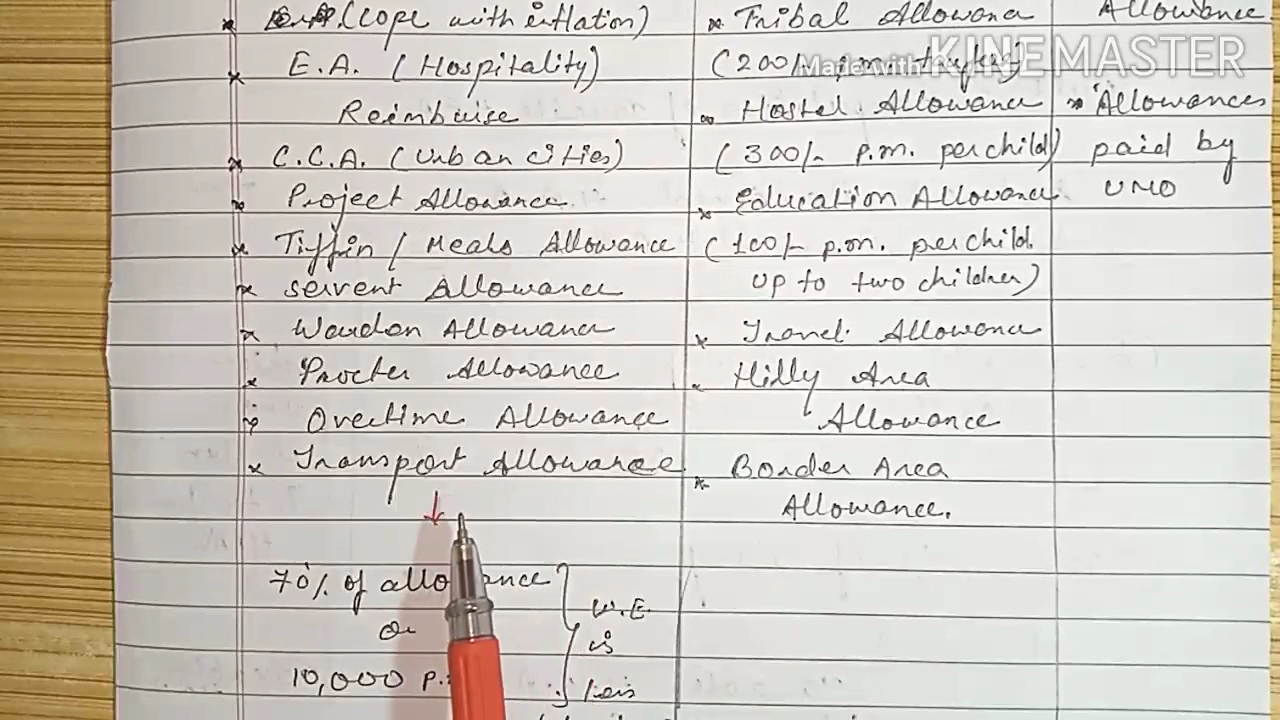 (cope with inflation)
E.A. (Hospitality)
Reimburse
C.C.A. (Urban cities)
Project Allowance
Tiffin / Meals Allowance
Servent Allowance
Warden Allowance
Procter Allowance
Overtime Allowance
Transport Allowance
70% of allowance
or
10,000 p.
W.E.
is
less
Tribal Allowance
(200/- p.m.
Hostel Allowance
(300/- p.m. per child)
Education Allowance
(100/- p.m. per child
up to two children)
Travel Allowance
Hilly Area
Allowance
Border Area
Allowance.
Allowance
Allowances
paid by
UNO
Made with KINEMASTER